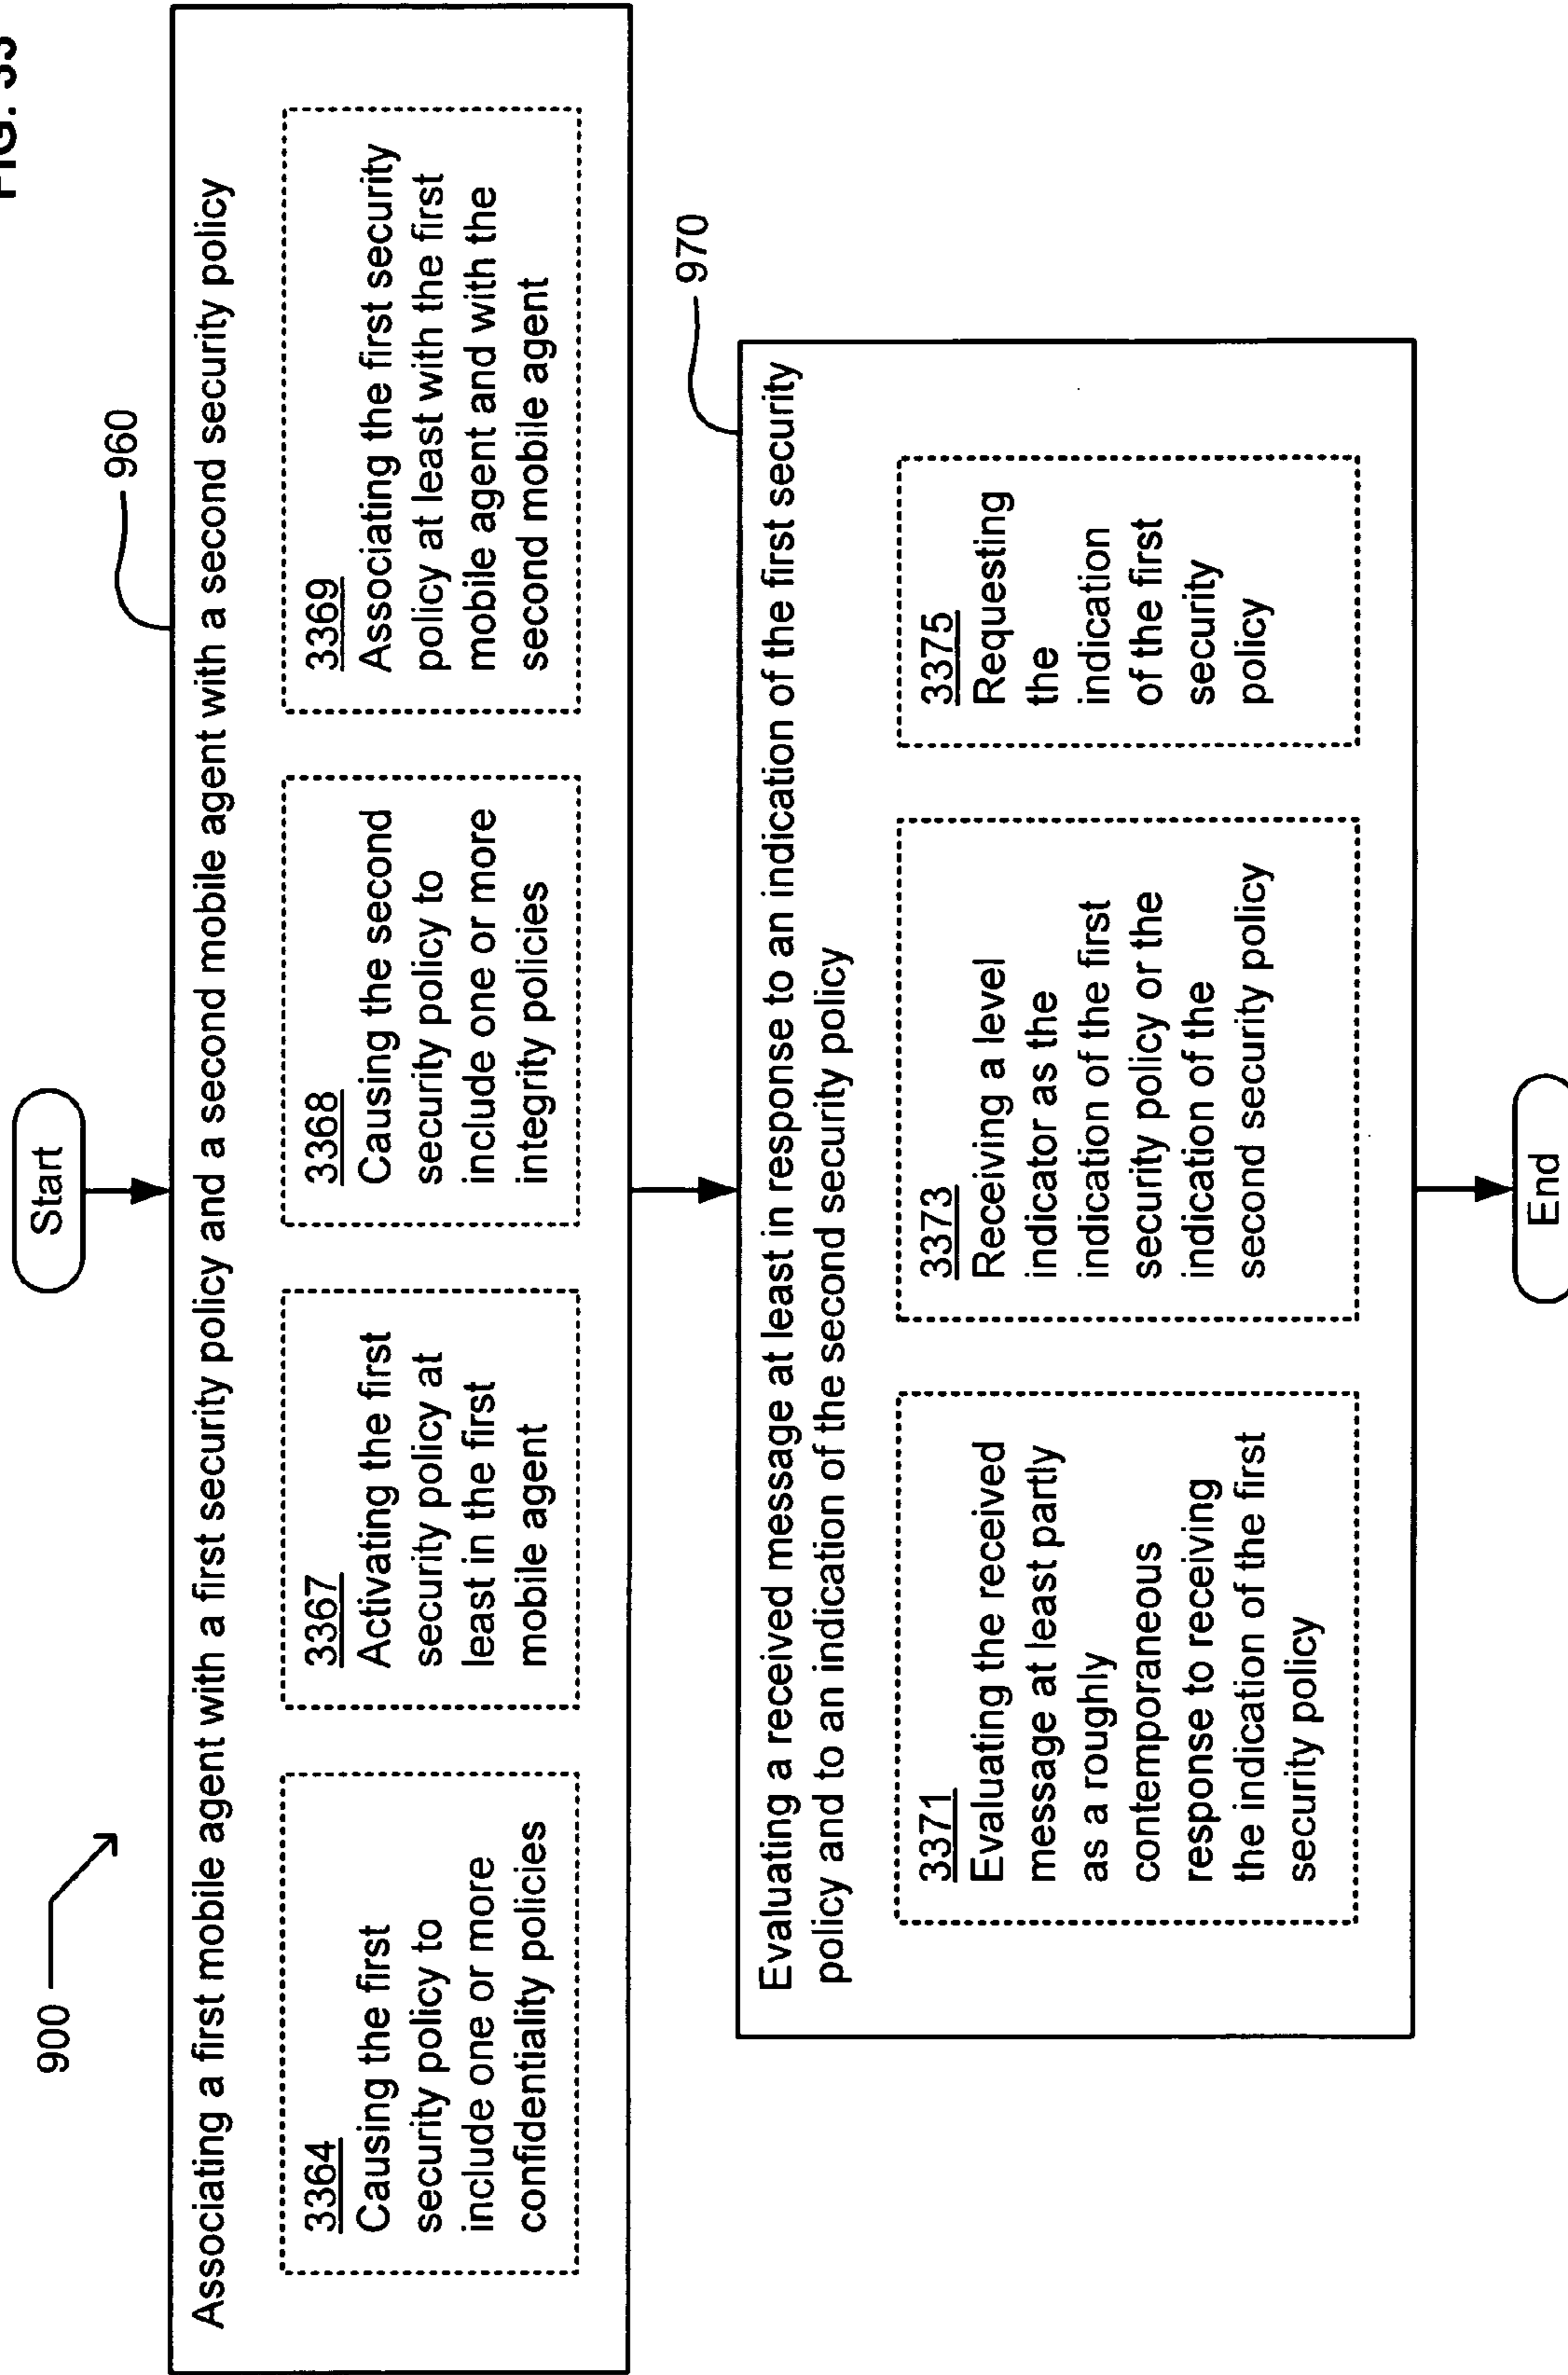 FIG. 33
900
Start
960
Associating a first mobile agent with a first security policy and a second mobile agent with a second security policy
3364
Causing the first
security policy to
include one or more
confidentiality policies
3367
Activating the first
security policy at
least in the first
mobile agent
3368
Causing the second
security policy to
include one or more
integrity policies
3369
Associating the first security
policy at least with the first
mobile agent and with the
second mobile agent
970
Evaluating a received message at least in response to an indication of the first security
policy and to an indication of the second security policy
3371
Evaluating the received
message at least partly
as a roughly
contemporaneous
response to receiving
the indication of the first
security policy
3373
Receiving a level
indicator as the
indication of the first
security policy or the
indication of the
second security policy
3375
Requesting
the
indication
of the first
security
policy
End